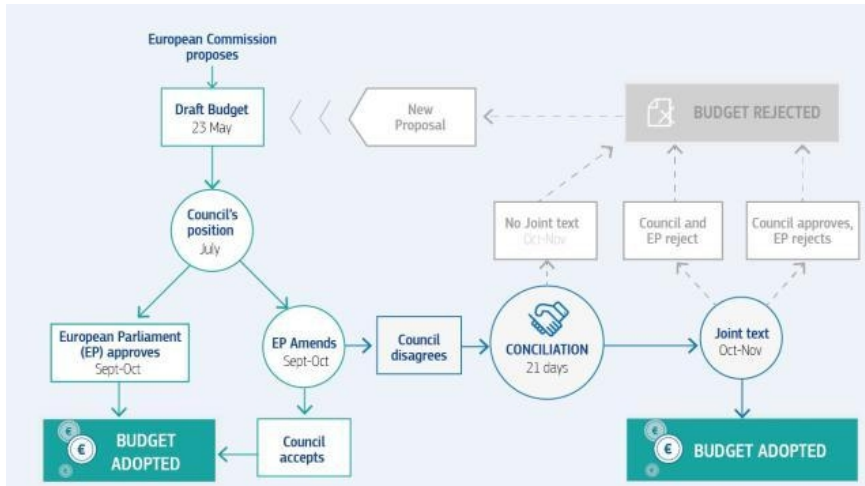 European Commission
proposes
Draft Budget
23 May
New
Proposal
BUDGET REJECTED
Council's
position
July
No Joint text
Oct-Nov
Council and
EP reject
Council approves,
EP rejects
European Parliament
(EP) approves
Sept-Oct
EP Amends
Sept-Oct
Council
disagrees
CONCILIATION
21 days
Joint text
Oct-Nov
BUDGET
ADOPTED
Council
accepts
BUDGET ADOPTED